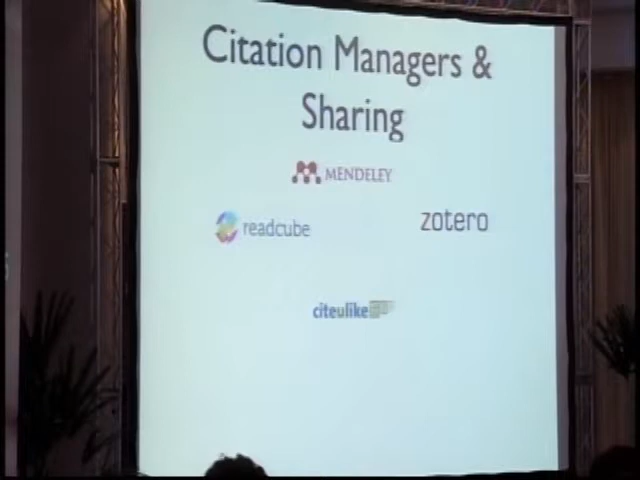 Citation Managers &
Sharing
MENDELEY
readcube
zotero
citeulike